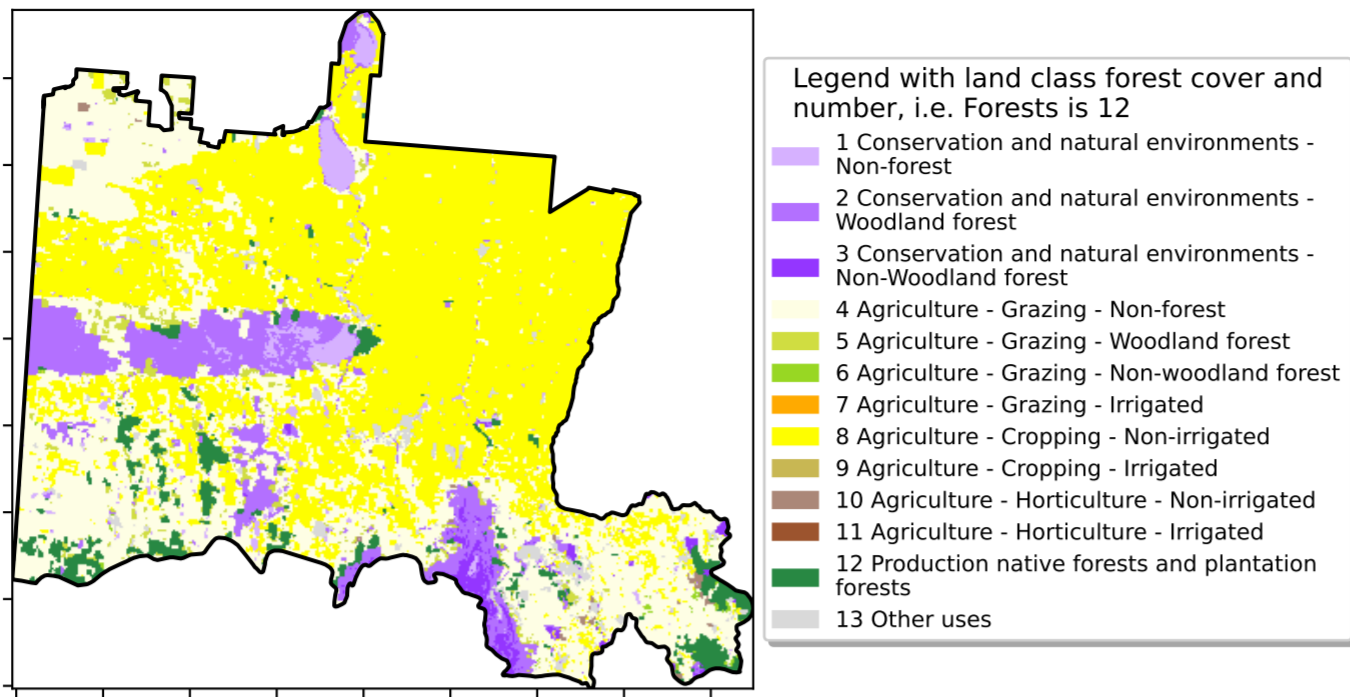 Legend with land class forest cover and
number, i.e. Forests is 12
1 Conservation and natural environments -
Non-forest
2 Conservation and natural environments -
Woodland forest
3 Conservation and natural environments -
Non-Woodland forest
4 Agriculture - Grazing - Non-forest
5 Agriculture - Grazing - Woodland forest
6 Agriculture - Grazing - Non-woodland forest
7 Agriculture - Grazing - Irrigated
8 Agriculture - Cropping - Non-irrigated
9 Agriculture - Cropping - Irrigated
10 Agriculture - Horticulture - Non-irrigated
11 Agriculture - Horticulture - Irrigated
12 Production native forests and plantation
forests
13 Other uses